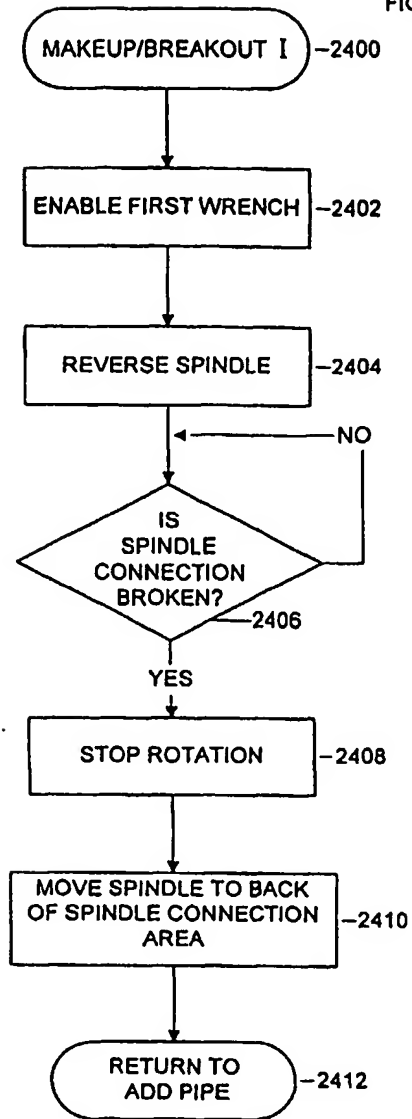 FIG
MAKEUP/BREAKOUT I
2400
ENABLE FIRST WRENCH
2402
REVERSE SPINDLE
2404
NO
IS
SPINDLE
CONNECTION
BROKEN?
2406
YES
STOP ROTATION
2408
MOVE SPINDLE TO BACK
OF SPINDLE CONNECTION
AREA
2410
RETURN TO
ADD PIPE
2412